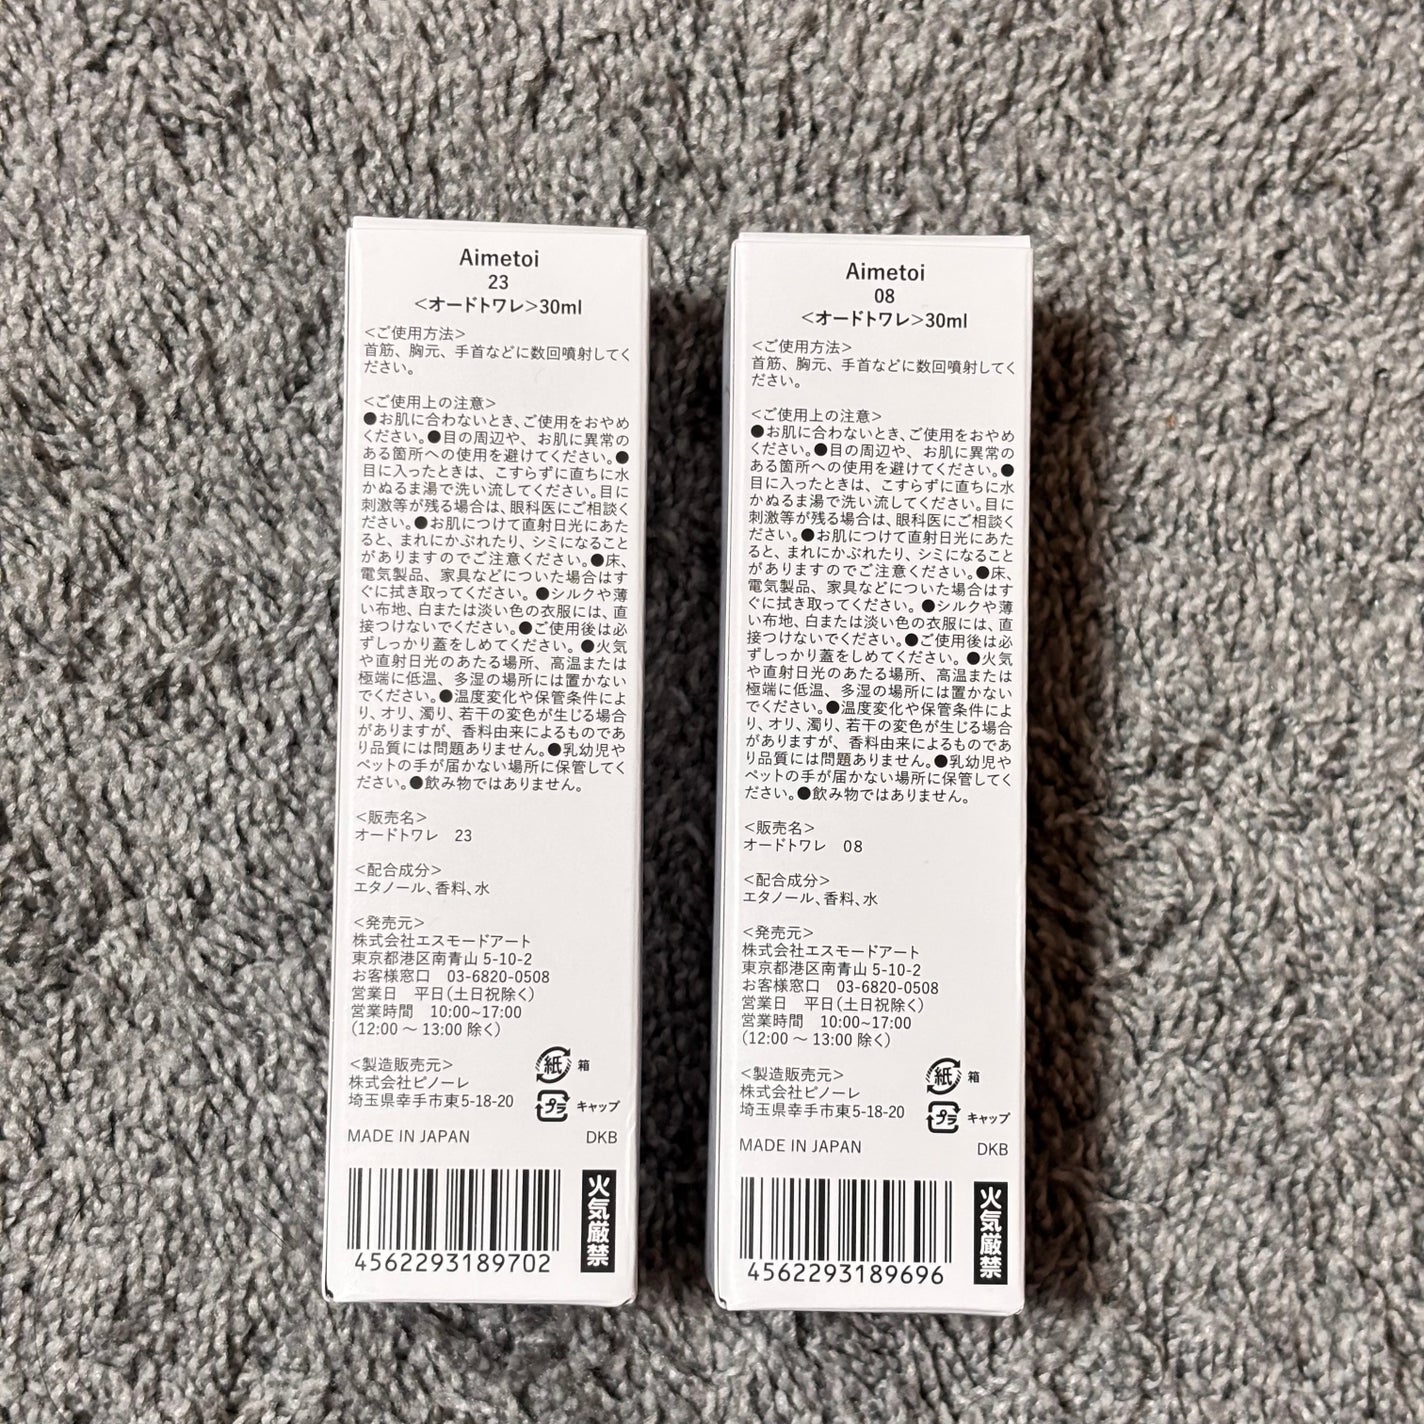 Aimetoi
23
<オードトワレ>30ml
<ご使用方法>
首筋、胸元、手首などに数回噴射してく
ださい。
<ご使用上の注意>
●お肌に合わないとき、ご使用をおやめ
ください。●目の周辺や、お肌に異常の
ある箇所への使用を避けてください。●
目に入ったときは、こすらずに直ちに水
かぬるま湯で洗い流してください。目に
刺激等が残る場合は、眼科医にご相談く
ださい。●お肌につけて直射日光にあた
ると、まれにかぶれたり、シミになること
がありますのでご注意ください。●床、
電気製品、家具などについた場合はす
ぐに拭き取ってください。●シルクや薄
い布地、白または淡い色の衣服には、直
接つけないでください。●ご使用後は必
ずしっかり蓋をしめてください。●火気
や直射日光のあたる場所、高温または
極端に低温、多湿の場所には置かない
でください。●温度変化や保管条件によ
り、オリ、濁り、若干の変色が生じる場合
がありますが、香料由来によるものであ
り品質には問題ありません。●乳幼児や
ペットの手が届かない場所に保管してく
ださい。●飲み物ではありません。
<販売名>
オードトワレ 23
<配合成分>
エタノール、香料、水
<発売元>
株式会社エスモードアート
東京都港区南青山 5-10-2
お客様窓口 03-6820-0508
営業日 平日(土日祝除く)
営業時間 10:00~17:00
(12:00 〜 13:00 除く)
<製造販売元>
株式会社ピノーレ
埼玉県幸手市東5-18-20
紙 箱
プラ キャップ
MADE IN JAPAN DKB
4562293189702
火気厳禁
Aimetoi
08
<オードトワレ>30ml
<ご使用方法>
首筋、胸元、手首などに数回噴射してく
ださい。
<ご使用上の注意>
●お肌に合わないとき、ご使用をおやめ
ください。●目の周辺や、お肌に異常の
ある箇所への使用を避けてください。●
目に入ったときは、こすらずに直ちに水
かぬるま湯で洗い流してください。目に
刺激等が残る場合は、眼科医にご相談く
ださい。●お肌につけて直射日光にあた
ると、まれにかぶれたり、シミになること
がありますのでご注意ください。●床、
電気製品、家具などについた場合はす
ぐに拭き取ってください。●シルクや薄
い布地、白または淡い色の衣服には、直
接つけないでください。●ご使用後は必
ずしっかり蓋をしめてください。●火気
や直射日光のあたる場所、高温または
極端に低温、多湿の場所には置かない
でください。●温度変化や保管条件によ
り、オリ、濁り、若干の変色が生じる場合
がありますが、香料由来によるものであ
り品質には問題ありません。●乳幼児や
ペットの手が届かない場所に保管してく
ださい。●飲み物ではありません。
<販売名>
オードトワレ 08
<配合成分>
エタノール、香料、水
<発売元>
株式会社エスモードアート
東京都港区南青山 5-10-2
お客様窓口 03-6820-0508
営業日 平日(土日祝除く)
営業時間 10:00~17:00
(12:00 〜 13:00 除く)
<製造販売元>
株式会社ピノーレ
埼玉県幸手市東5-18-20
紙 箱
プラ キャップ
MADE IN JAPAN DKB
4562293189696
火気厳禁